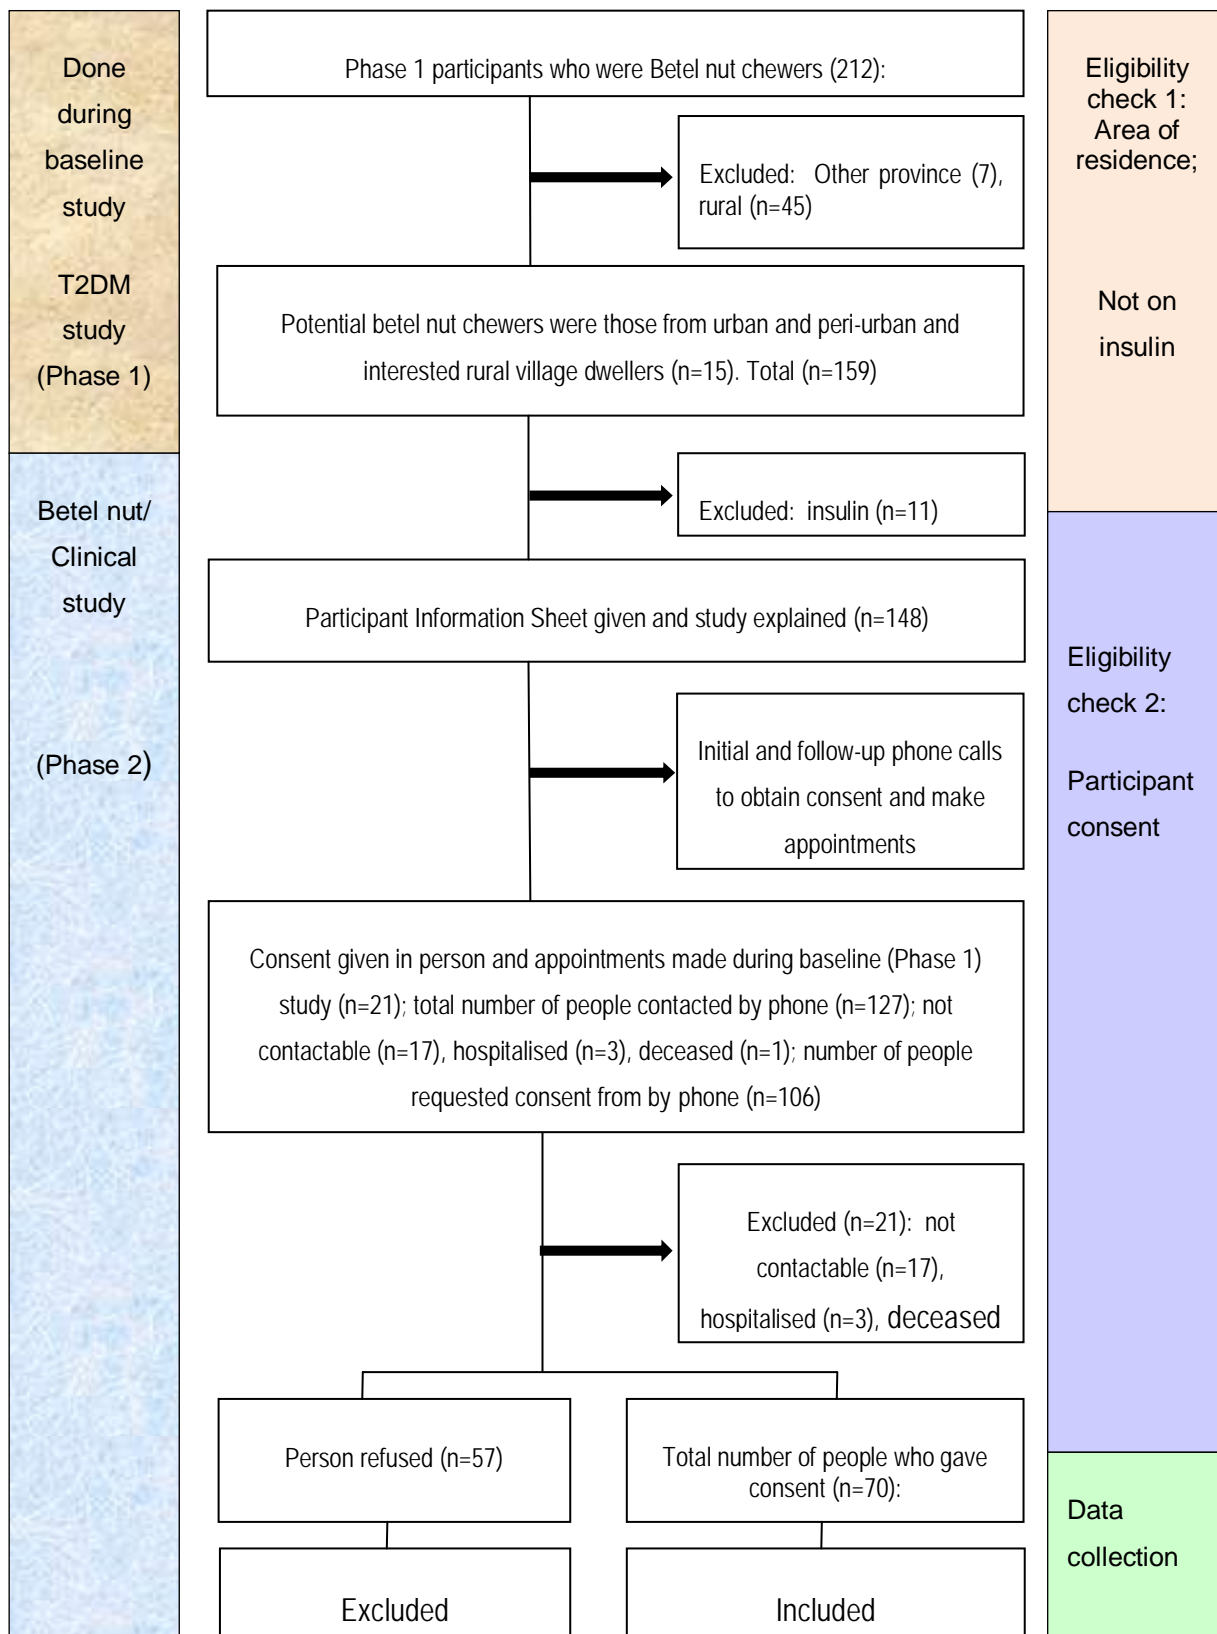 Done
during
baseline
study
T2DM
study
(Phase 1)
Betel nut/
Clinical
study
(Phase 2)
Phase 1 participants who were Betel nut chewers (212):
Excluded:  Other province (7),
rural (n=45)
Potential betel nut chewers were those from urban and peri-urban and
interested rural village dwellers (n=15). Total (n=159)
Excluded:  insulin (n=11)
Participant Information Sheet given and study explained (n=148)
Initial and follow-up phone calls
to obtain consent and make
appointments
Consent given in person and appointments made during baseline (Phase 1)
study (n=21); total number of people contacted by phone (n=127); not
contactable (n=17), hospitalised (n=3), deceased (n=1); number of people
requested consent from by phone (n=106)
Excluded (n=21):  not
contactable (n=17),
hospitalised (n=3), deceased
Person refused (n=57)
Total number of people who gave
consent (n=70):
Excluded
Included
Eligibility
check 1:
Area of
residence;
Not on
insulin
Eligibility
check 2:
Participant
consent
Data
collection